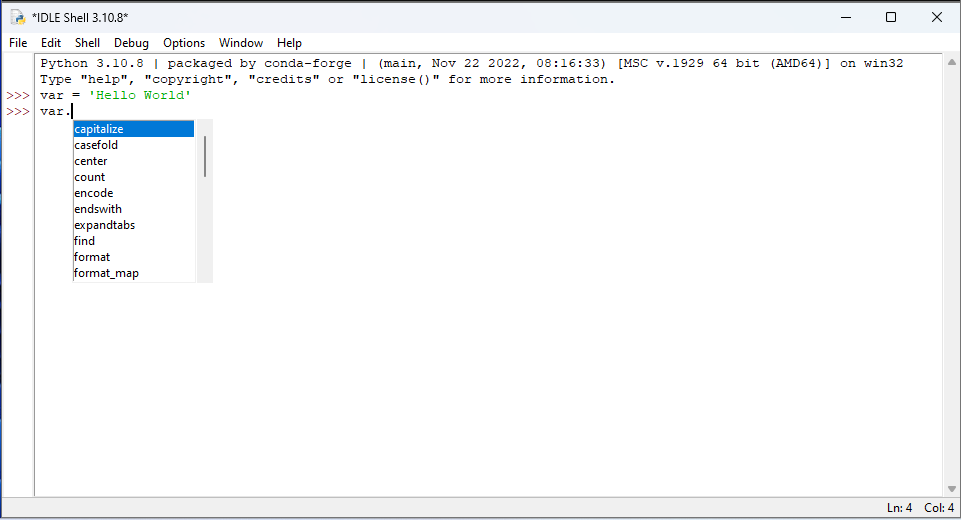 *IDLE Shell 3.10.8*
File Edit Shell Debug Options Window Help
Python 3.10.8 | packaged by conda-forge | (main, Nov 22 2022, 08:16:33) [MSC v.1929 64 bit (AMD64)] on win32
Type "help", "copyright", "credits" or "license()" for more information.
>>> var = 'Hello World'
>>> var.
capitalize
casefold
center
count
encode
endswith
expandtabs
find
format
format_map
Ln: 4 Col: 4